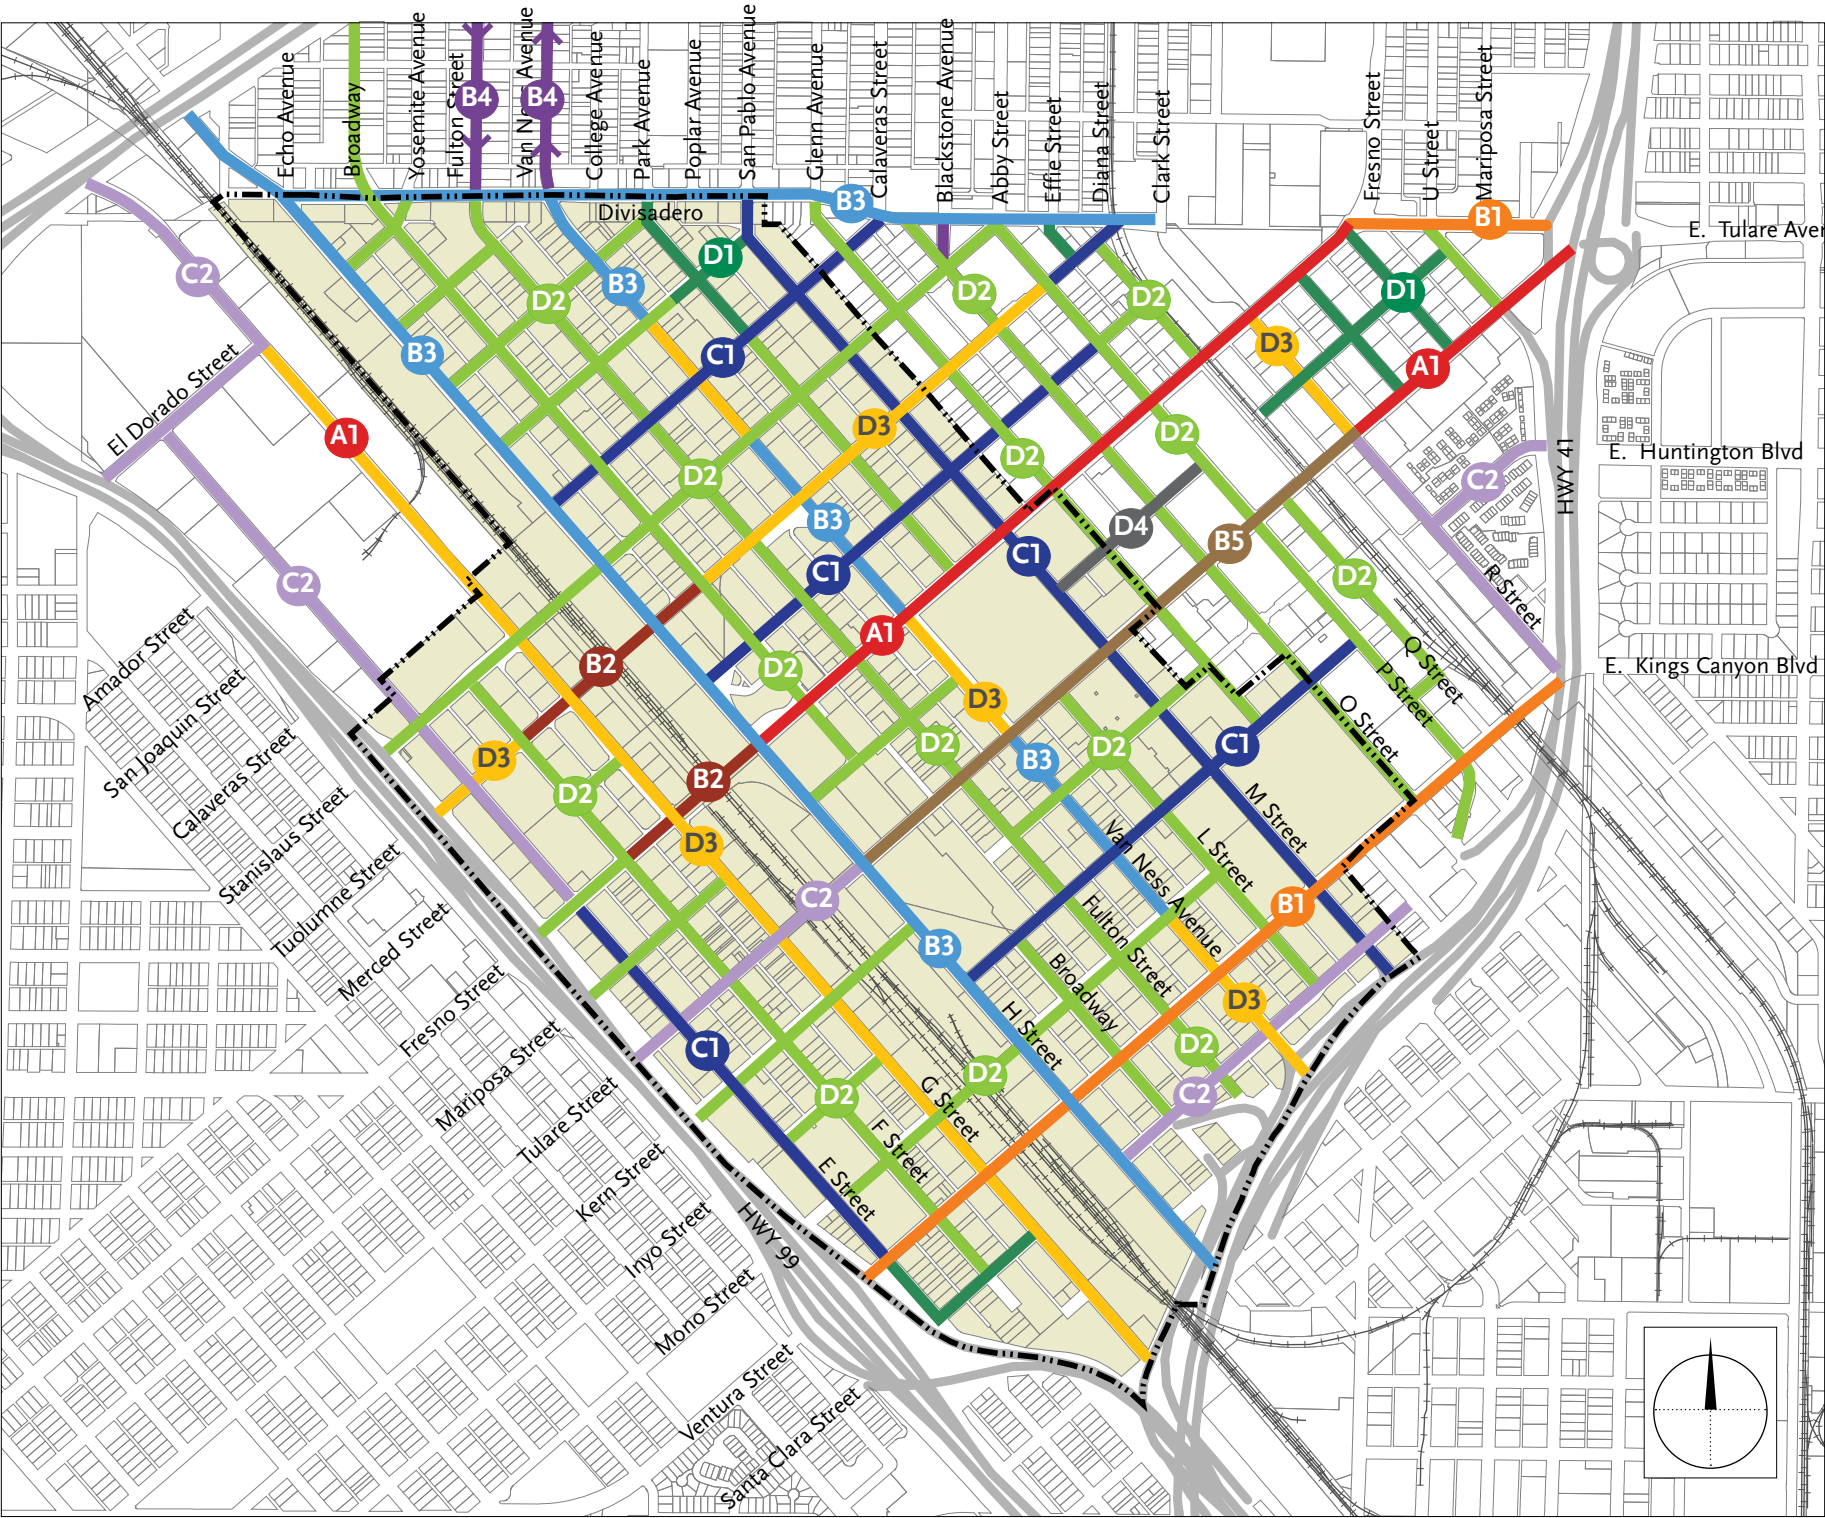 Echo Avenue
Broadway
Yosemite Avenue
Fulton Street
Van Ness Avenue
College Avenue
Park Avenue
Poplar Avenue
San Pablo Avenue
Glenn Avenue
Calaveras Street
Blackstone Avenue
Abby Street
Effie Street
Diana Street
Clark Street
Fresno Street
U Street
Mariposa Street
B4
B4
B3
Divisadero
B1
E. Tulare Aven
D1
C2
B3
D2
D2
D2
D1
D3
B3
C1
A1
El Dorado Street
A1
D3
D2
D2
E. Huntington Blvd
HWY 41
D2
C2
B3
D4
B5
C1
C1
D2
C2
R Street
Amador Street
A1
B2
D2
Q Street
E. Kings Canyon Blvd
San Joaquin Street
P Street
D3
O Street
Calaveras Street
D3
D2
D2
C1
B3
B2
D2
Stanislaus Street
M Street
D3
Van Ness Avenue
L Street
Tuolumne Street
C2
B1
Fulton Street
Merced Street
B3
Broadway
Fresno Street
D3
H Street
Mariposa Street
C1
D2
D2
D2
C2
G Street
Tulare Street
F Street
Kern Street
E Street
Inyo Street
HWY 99
Mono Street
Ventura Street
Santa Clara Street